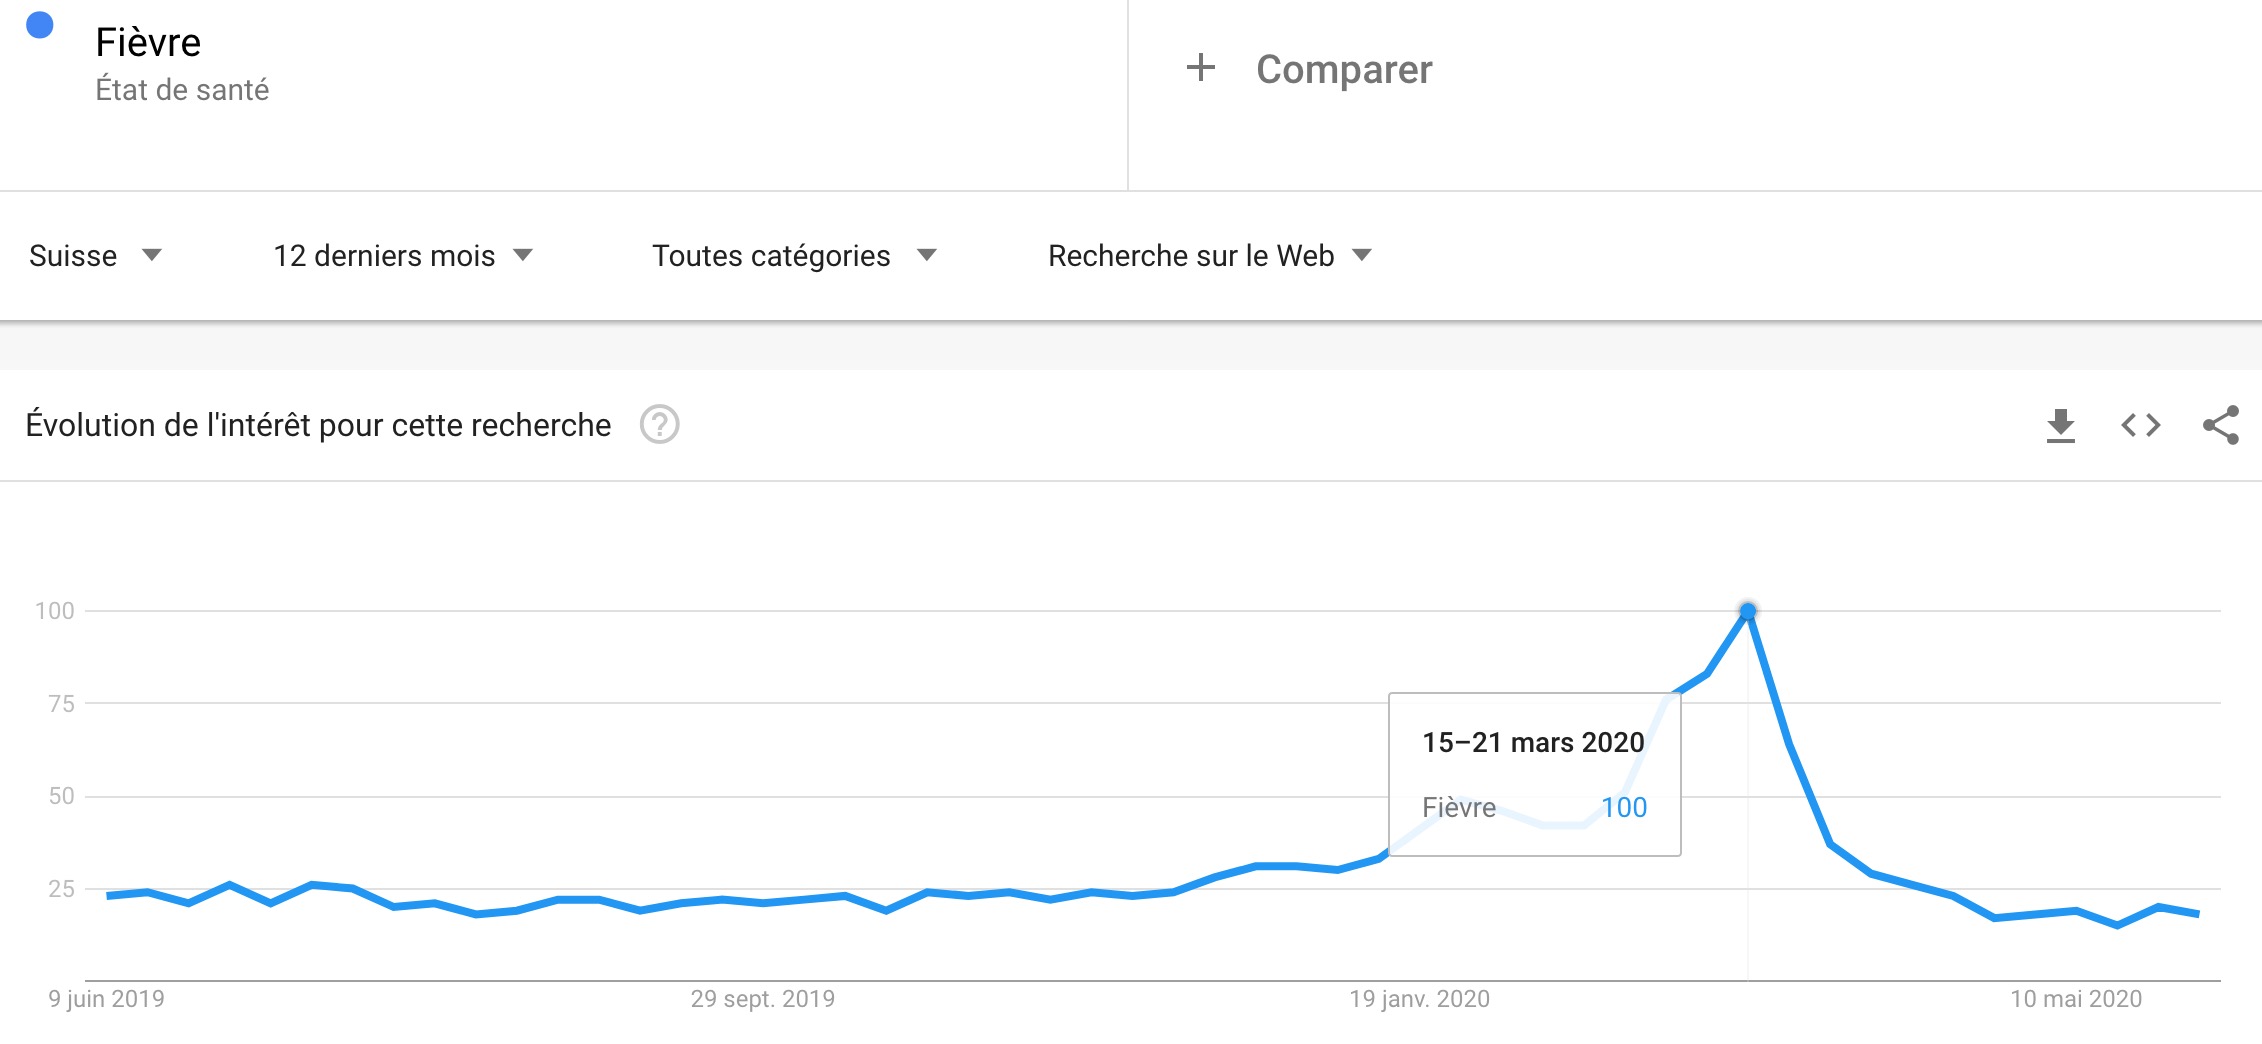 Fièvre
État de santé
+ Comparer
Suisse
12 derniers mois
Toutes catégories
Recherche sur le Web
Évolution de l'intérêt pour cette recherche
?
100
75
50
25
15–21 mars 2020
Fièvre 100
9 juin 2019
29 sept. 2019
19 janv. 2020
10 mai 2020